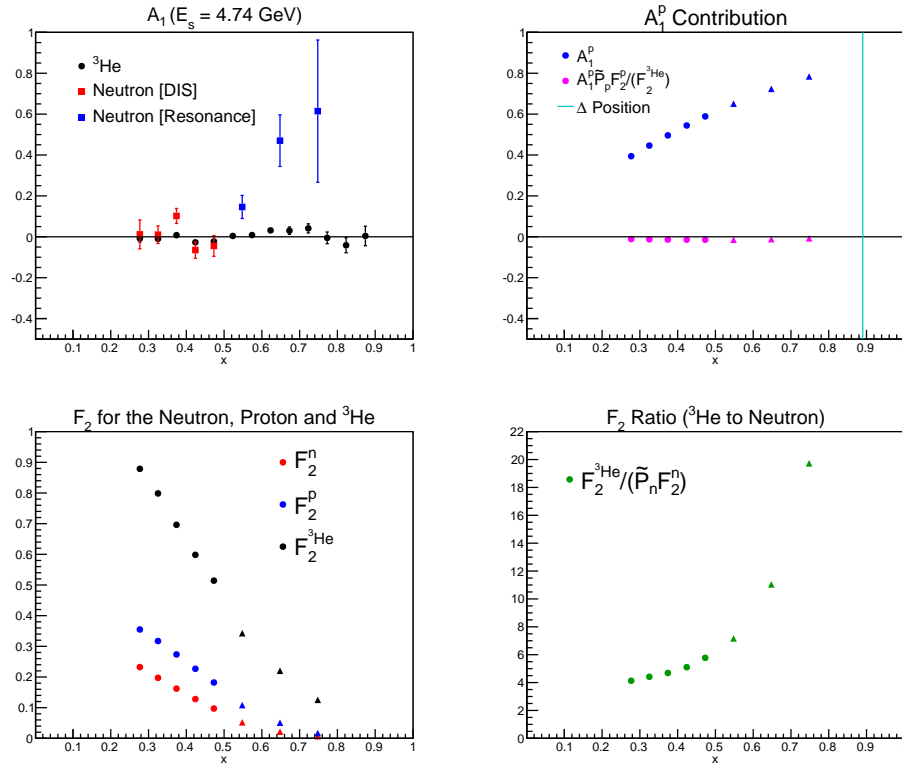 A₁ (Eₛ = 4.74 GeV)
³He
Neutron [DIS]
Neutron [Resonance]
1
0.8
0.6
0.4
0.2
0
-0.2
-0.4
0.1 0.2 0.3 0.4 0.5 0.6 0.7 0.8 0.9 1
x
A₁ᵖ Contribution
A₁ᵖ
A₁ᵖP̃ₚF₂ᵖ/(F₂^³He)
Δ Position
1
0.8
0.6
0.4
0.2
0
-0.2
-0.4
0.1 0.2 0.3 0.4 0.5 0.6 0.7 0.8 0.9
x
F₂ for the Neutron, Proton and ³He
F₂ⁿ
F₂ᵖ
F₂^³He
1
0.9
0.8
0.7
0.6
0.5
0.4
0.3
0.2
0.1
0
0.1 0.2 0.3 0.4 0.5 0.6 0.7 0.8 0.9 1
x
F₂ Ratio (³He to Neutron)
F₂^³He/(P̃ₙF₂ⁿ)
22
20
18
16
14
12
10
8
6
4
2
0
0.1 0.2 0.3 0.4 0.5 0.6 0.7 0.8 0.9
x